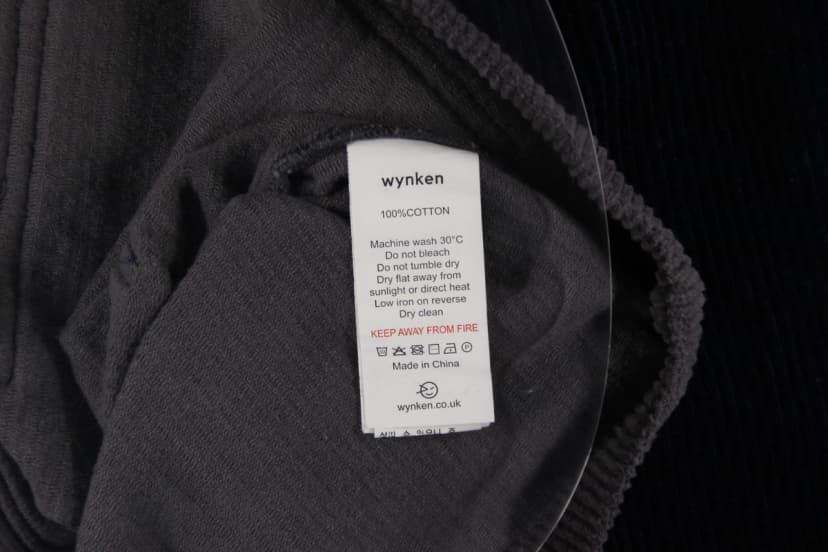 wynken
100%COTTON
Machine wash 30°C
Do not bleach
Do not tumble dry
Dry flat away from
sunlight or direct heat
Low iron on reverse
Dry clean
KEEP AWAY FROM FIRE
P
Made in China
wynken.co.uk